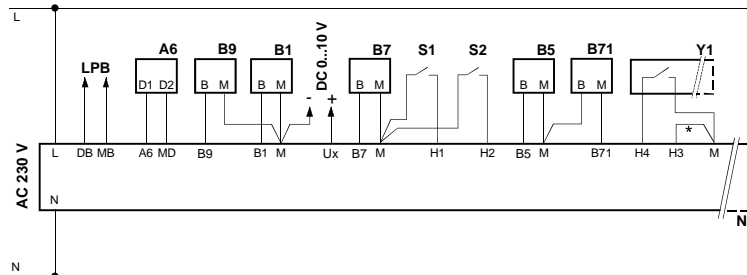 L
LPB
A6
B9
B1
DC 0...10 V
B7
S1
S2
B5
B71
Y1
D1 D2
B M
B M
- +
B M
B M
B M
*
AC 230 V
L DB MB A6 MD B9 B1 M Ux B7 M H1 H2 B5 M B71 H4 H3 M
N
N
N